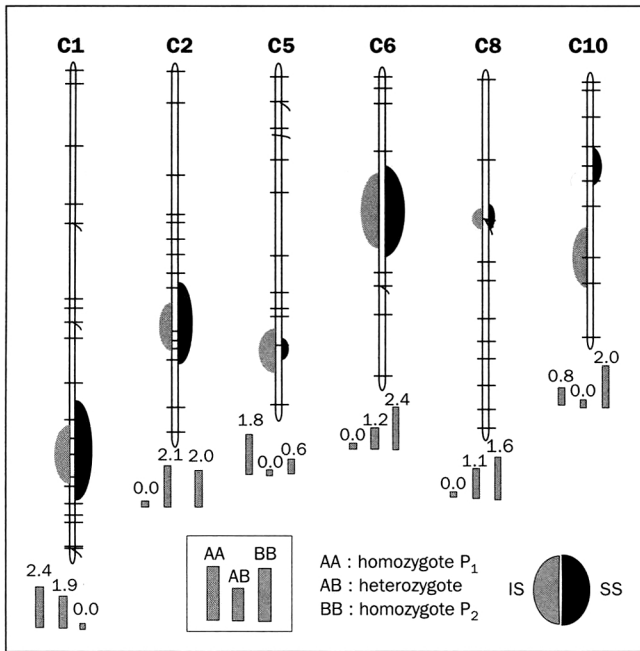 C1 C2 C5 C6 C8 C10
2.4 1.9 0.0
0.0 2.1 2.0
1.8 0.0 0.6
0.0 1.2 2.4
0.0 1.1 1.6
0.8 0.0 2.0
AA AB BB
AA : homozygote P1
AB : heterozygote
BB : homozygote P2
IS SS